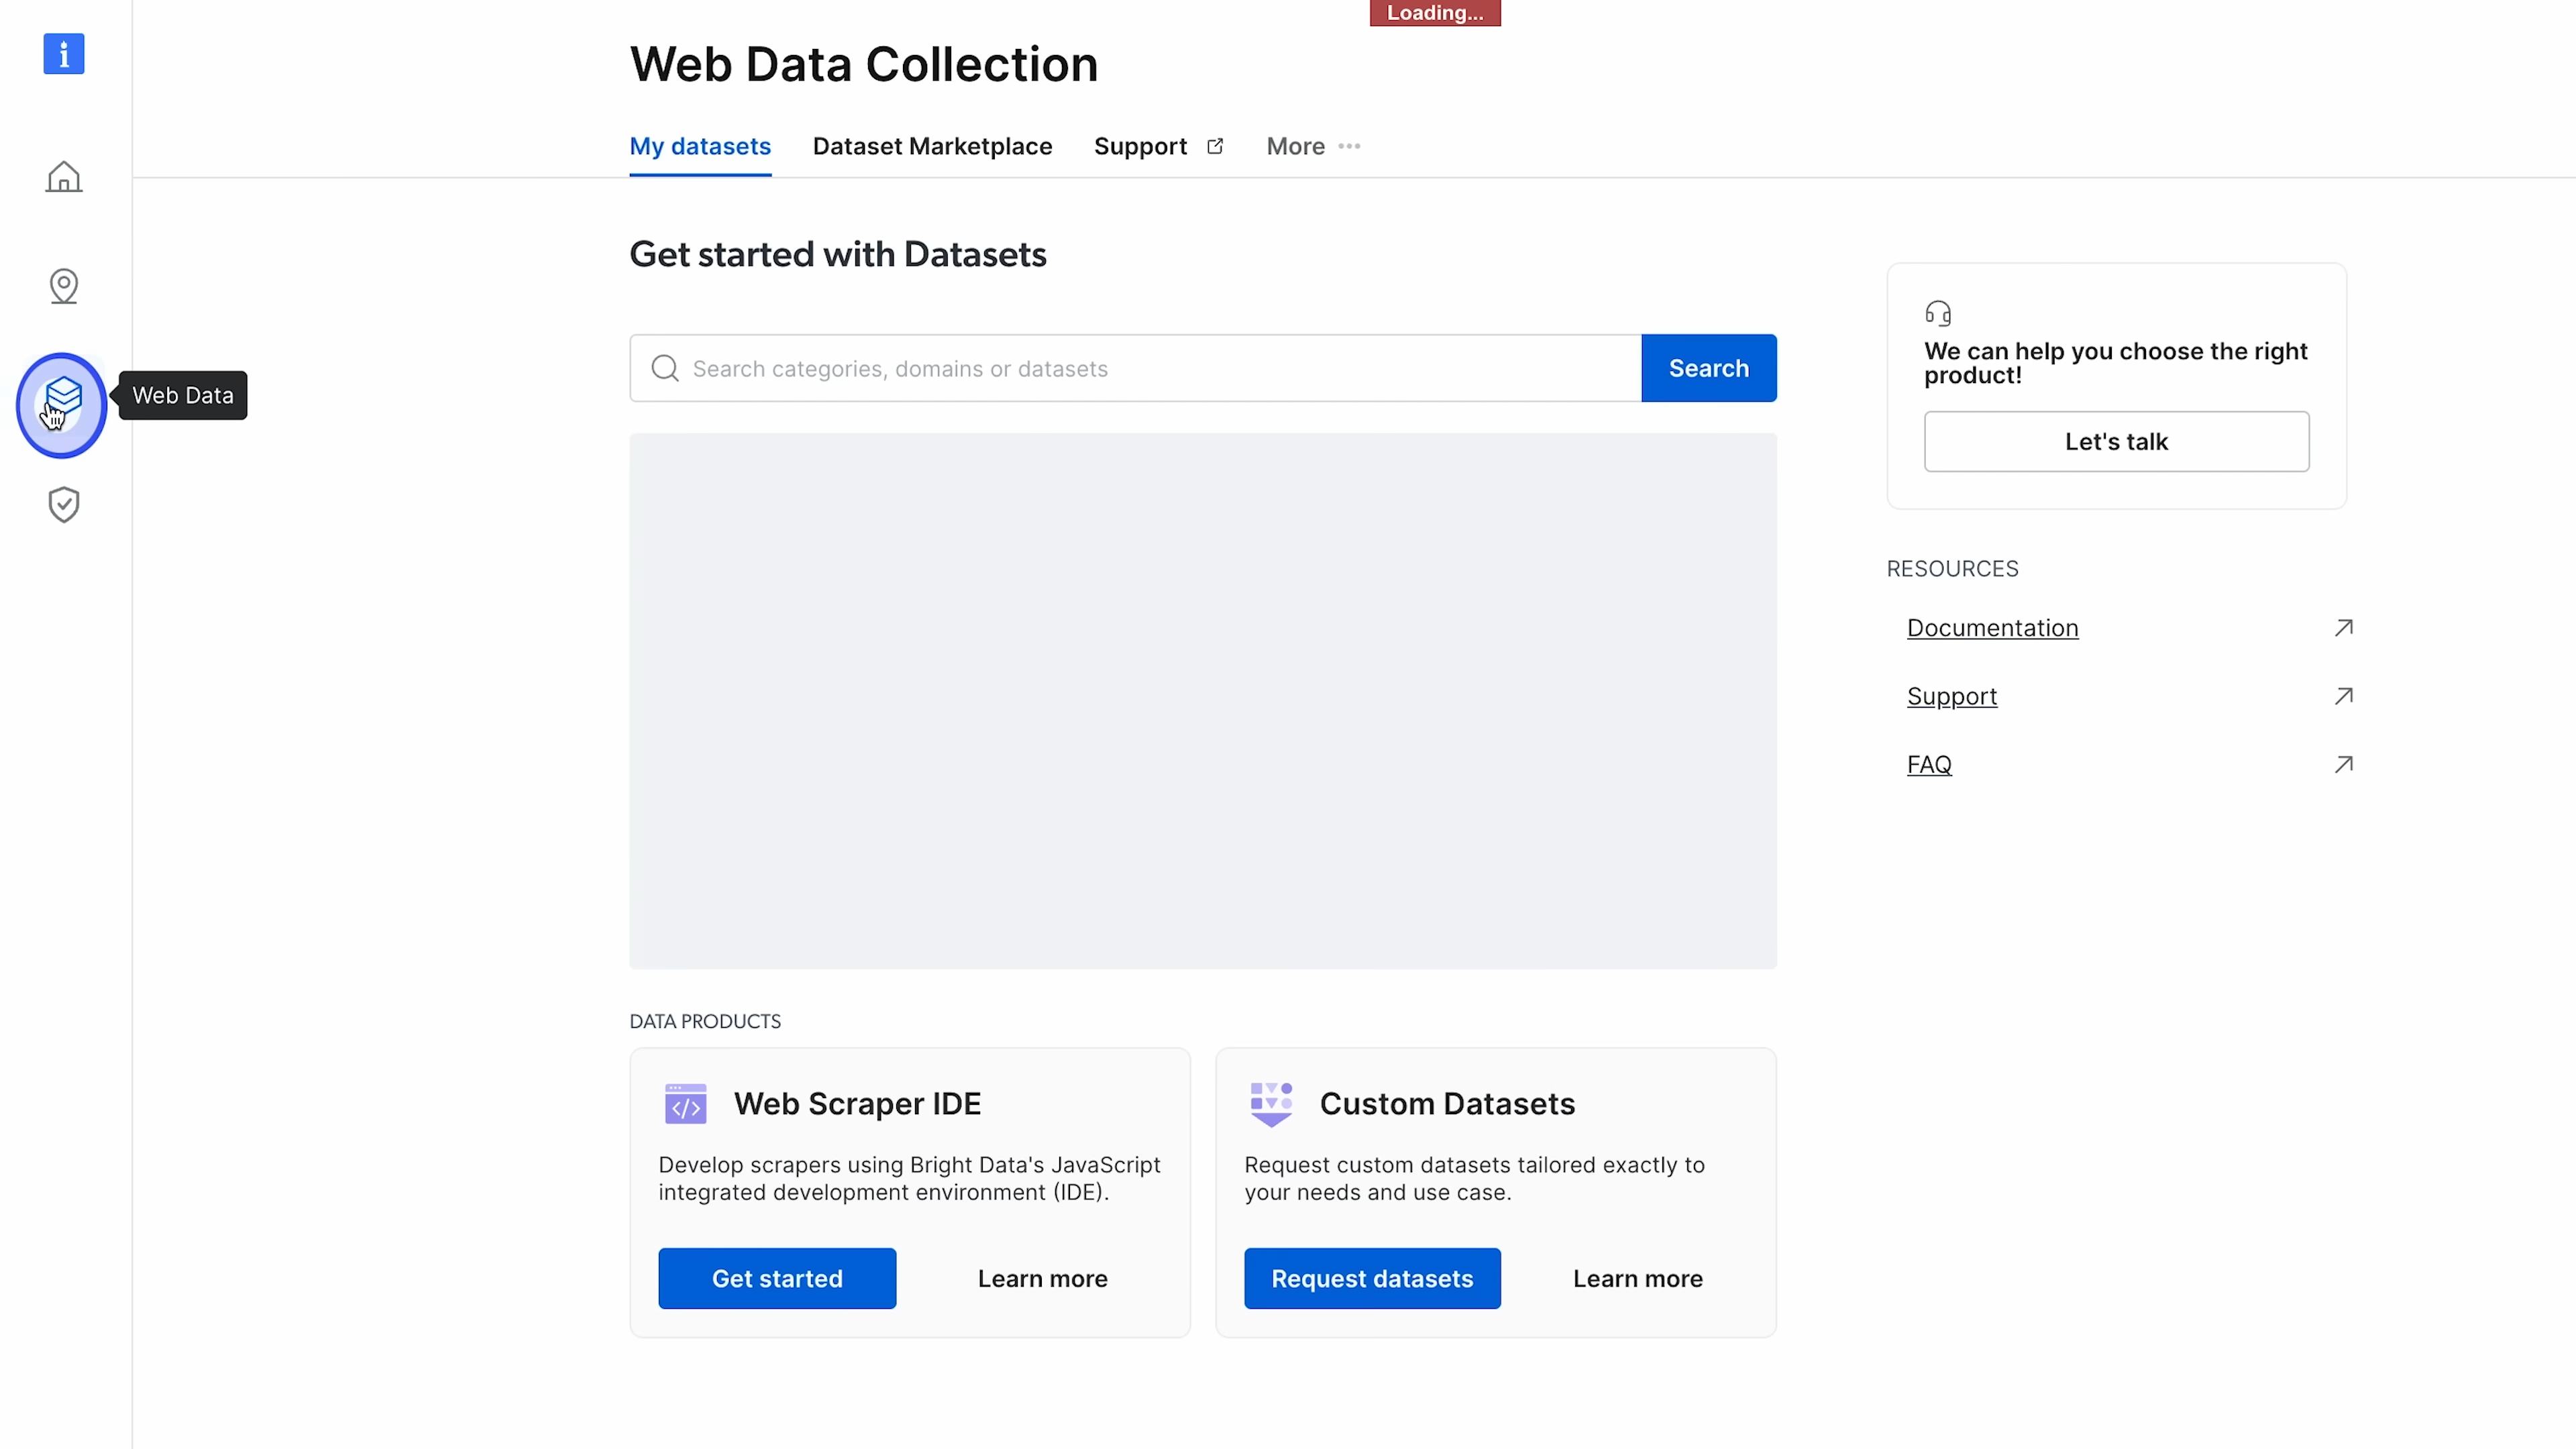 Loading...
Web Data Collection
My datasets
Dataset Marketplace
Support
More
Get started with Datasets
Search categories, domains or datasets
Search
Web Data
We can help you choose the right
product!
Let's talk
RESOURCES
Documentation
Support
FAQ
DATA PRODUCTS
Web Scraper IDE
Develop scrapers using Bright Data's JavaScript
integrated development environment (IDE).
Get started
Learn more
Custom Datasets
Request custom datasets tailored exactly to
your needs and use case.
Request datasets
Learn more